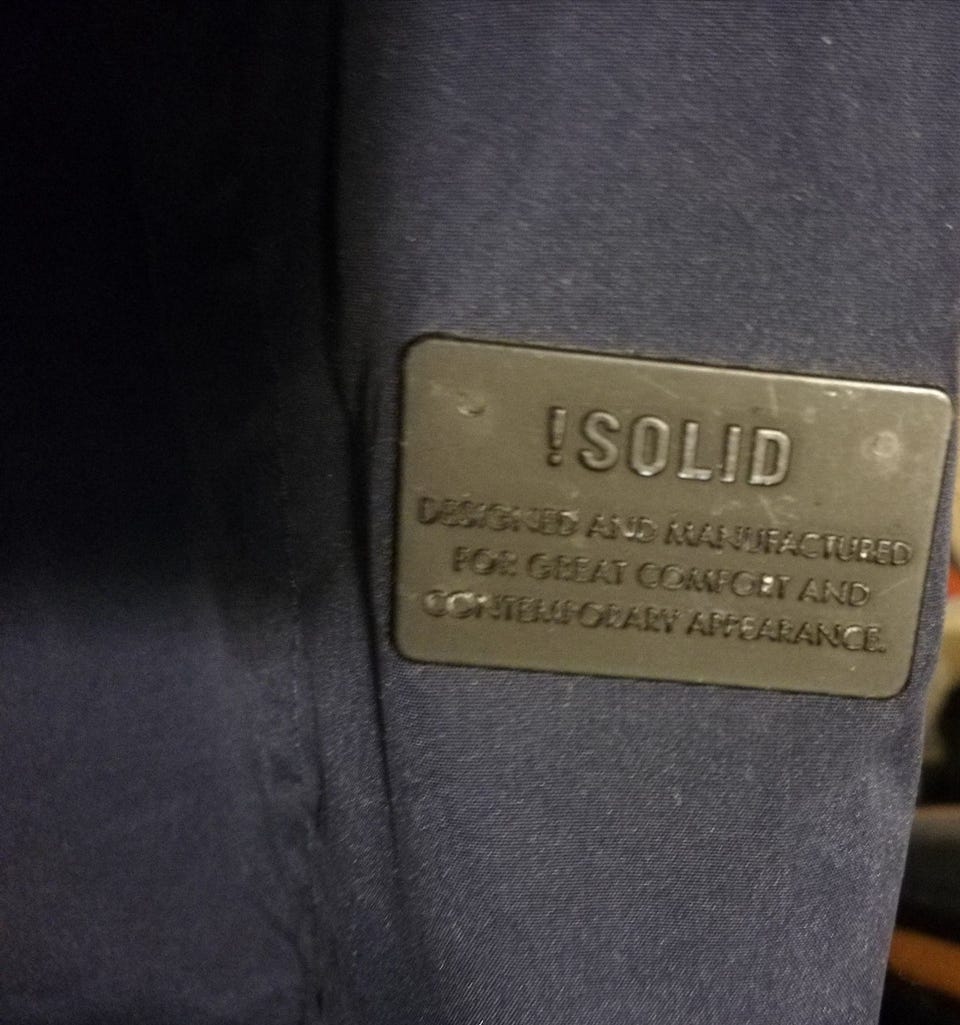 !SOLID
DESIGNED AND MANUFACTURED
FOR GREAT COMFORT AND
CONTEMPORARY APPEARANCE.